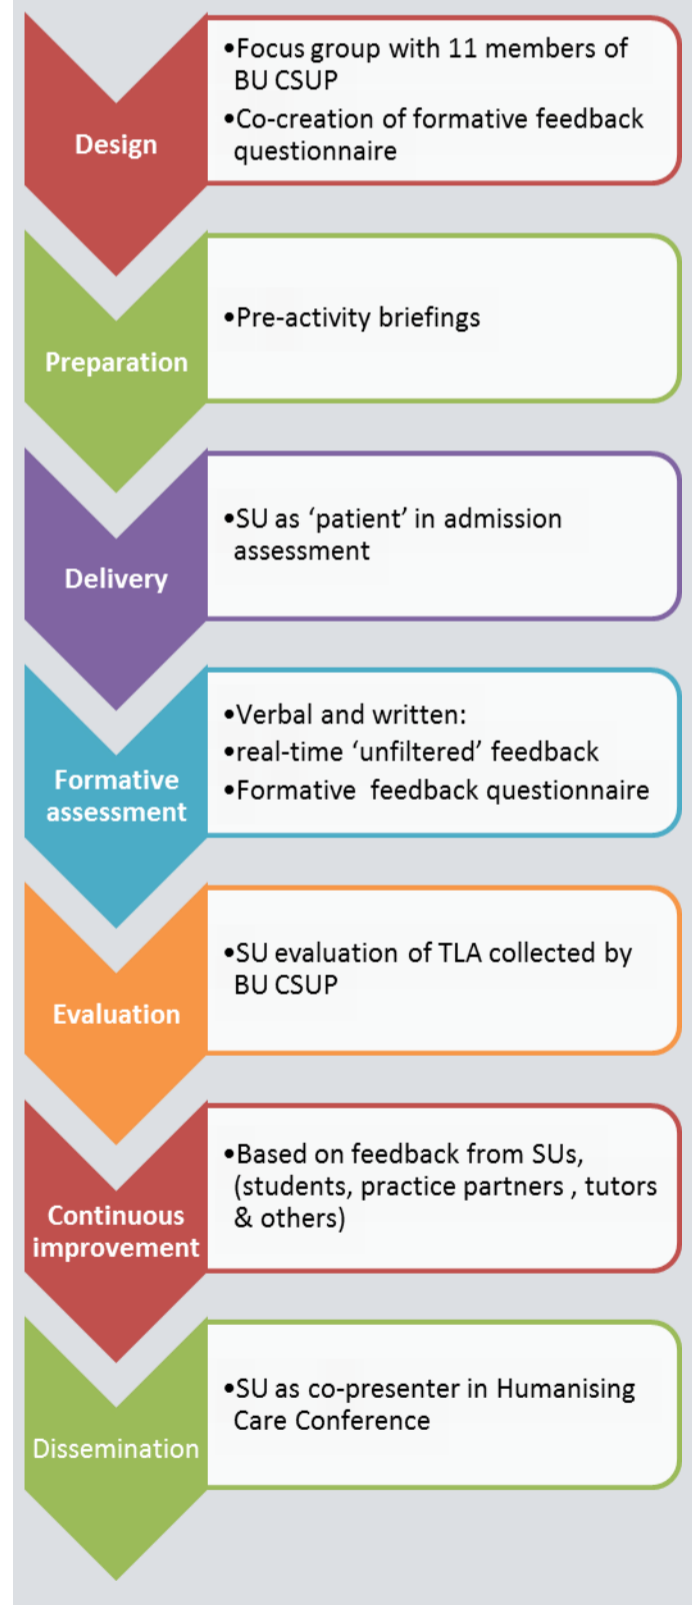 Design
•Focus group with 11 members of
BU CSUP
•Co-creation of formative feedback
questionnaire
Preparation
•Pre-activity briefings
Delivery
•SU as ‘patient’ in admission
assessment
Formative
assessment
•Verbal and written:
•real-time ‘unfiltered’ feedback
•Formative  feedback questionnaire
Evaluation
•SU evaluation of TLA collected by
BU CSUP
Continuous
improvement
•Based on feedback from SUs,
(students, practice partners , tutors
& others)
Dissemination
•SU as co-presenter in Humanising
Care Conference